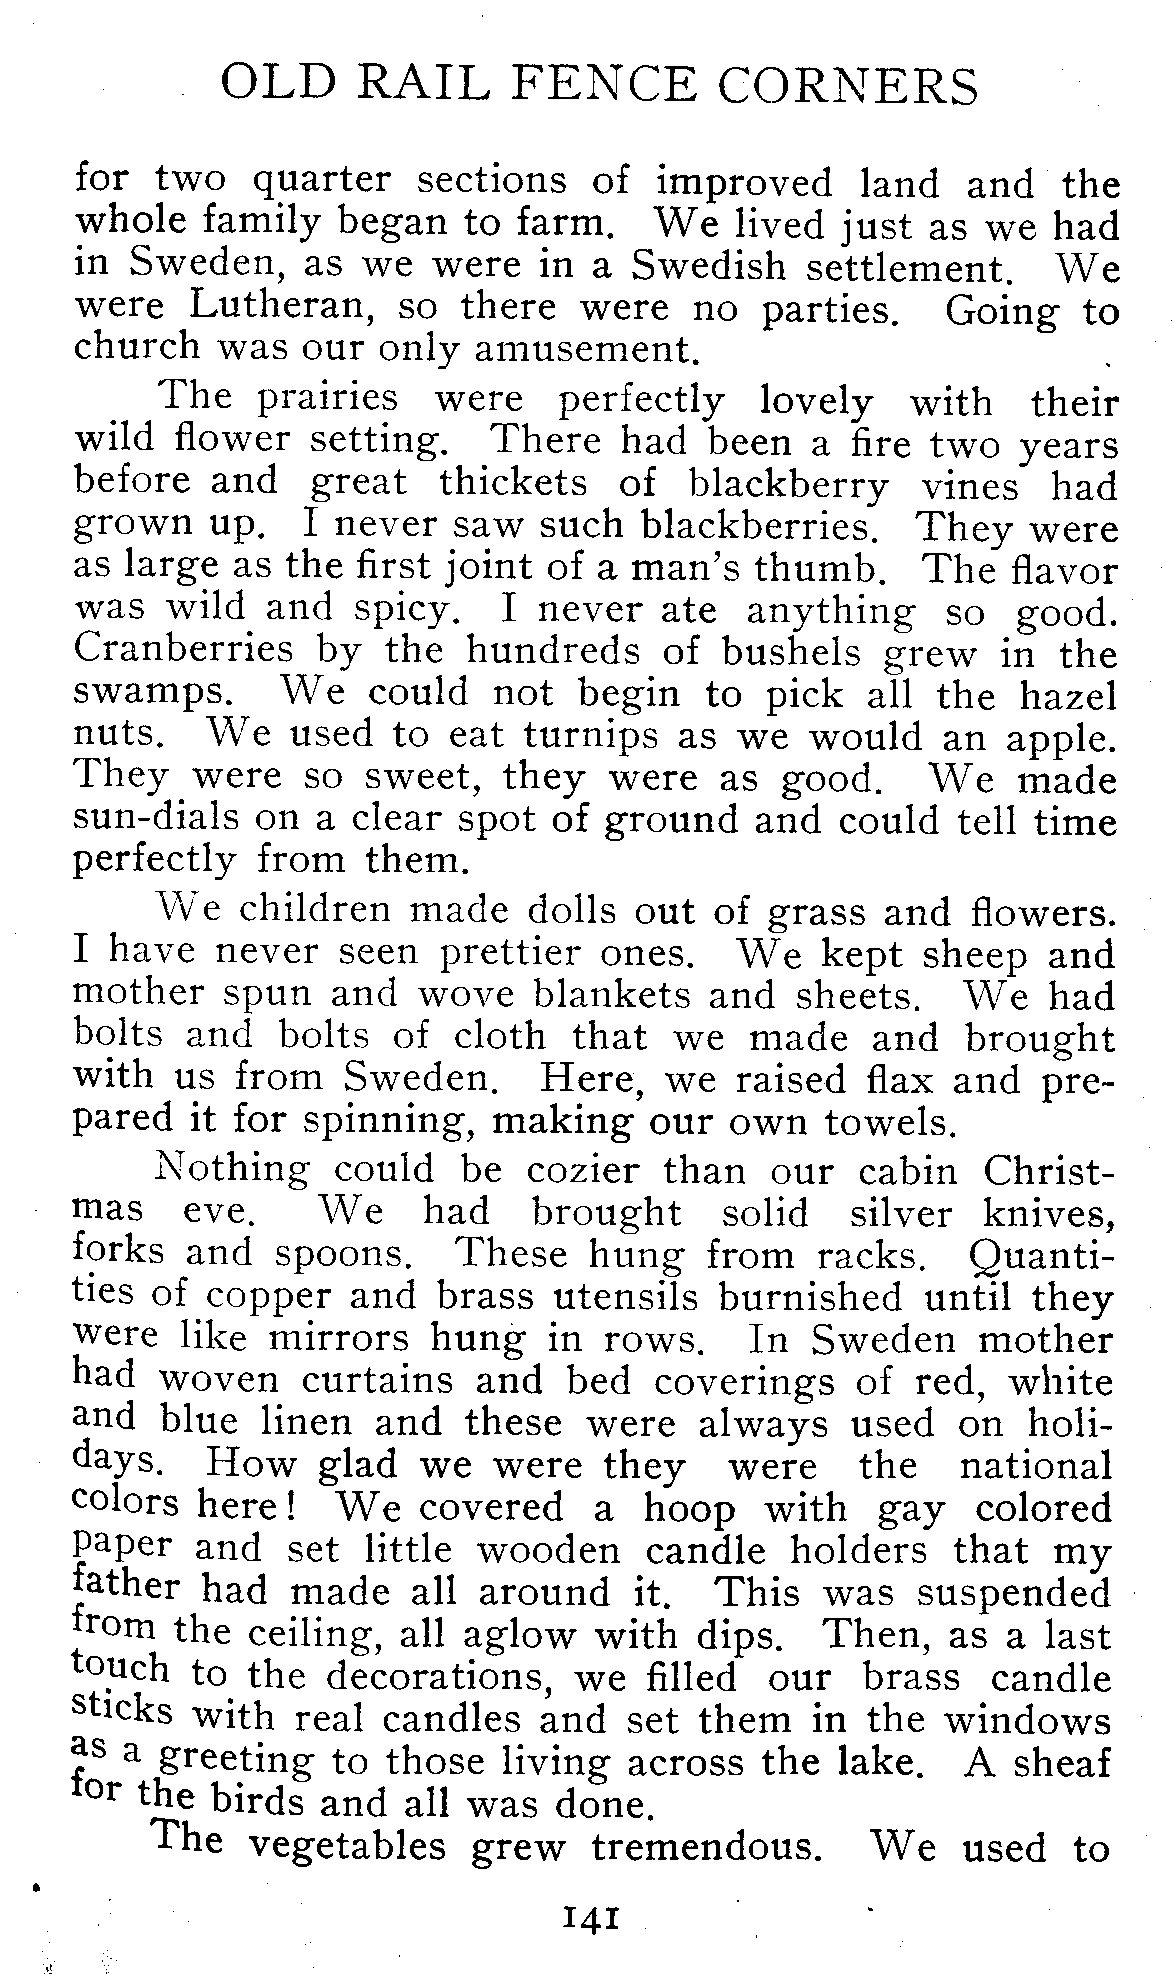 OLD RAIL FENCE CORNERS
for two quarter sections of improved land and the
whole family began to farm. We lived just as we had
in Sweden, as we were in a Swedish settlement. We
were Lutheran, so there were no parties. Going to
church was our only amusement.
The prairies were perfectly lovely with their
wild flower setting. There had been a fire two years
before and great thickets of blackberry vines had
grown up. I never saw such blackberries. They were
as large as the first joint of a man's thumb. The flavor
was wild and spicy. I never ate anything so good.
Cranberries by the hundreds of bushels grew in the
swamps. We could not begin to pick all the hazel
nuts. We used to eat turnips as we would an apple.
They were so sweet, they were as good. We made
sun-dials on a clear spot of ground and could tell time
perfectly from them.
We children made dolls out of grass and flowers.
I have never seen prettier ones. We kept sheep and
mother spun and wove blankets and sheets. We had
bolts and bolts of cloth that we made and brought
with us from Sweden. Here, we raised flax and pre-
pared it for spinning, making our own towels.
Nothing could be cozier than our cabin Christ-
mas eve. We had brought solid silver knives,
forks and spoons. These hung from racks. Quanti-
ties of copper and brass utensils burnished until they
were like mirrors hung in rows. In Sweden mother
had woven curtains and bed coverings of red, white
and blue linen and these were always used on holi-
days. How glad we were they were the national
colors here! We covered a hoop with gay colored
paper and set little wooden candle holders that my
father had made all around it. This was suspended
from the ceiling, all aglow with dips. Then, as a last
touch to the decorations, we filled our brass candle
sticks with real candles and set them in the windows
as a greeting to those living across the lake. A sheaf
for the birds and all was done.
The vegetables grew tremendous. We used to
141